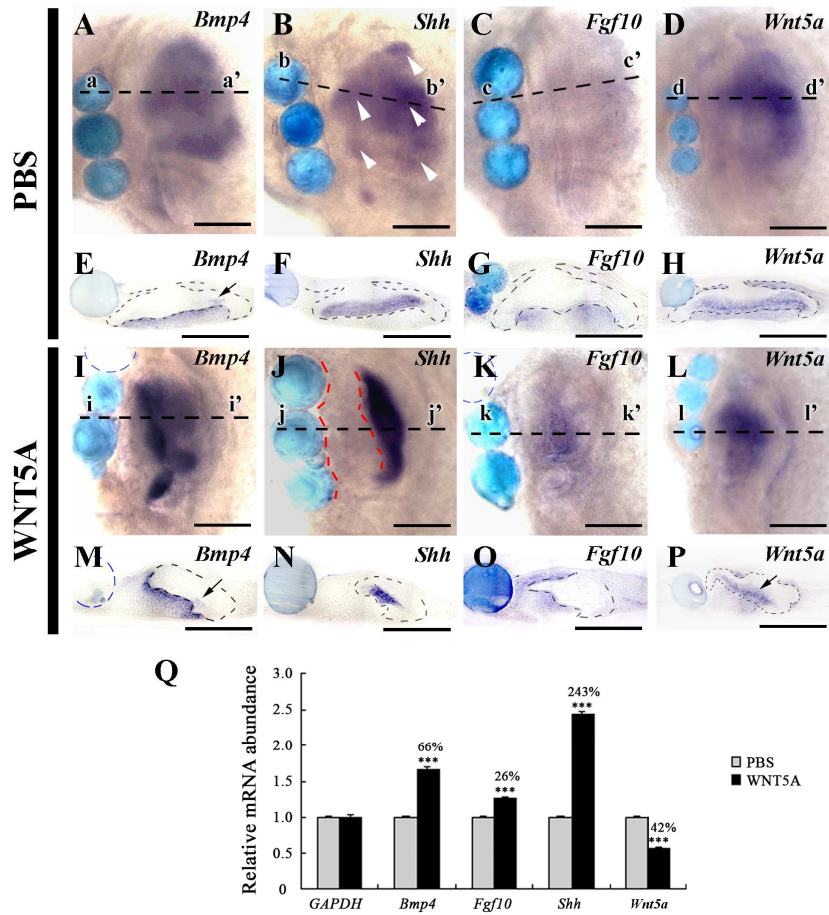 A Bmp4 B Shh C Fgf10 D Wnt5a
a a' b b' c c' d d'
PBS
E Bmp4 F Shh G Fgf10 H Wnt5a
I Bmp4 J Shh K Fgf10 L Wnt5a
i i' j j' k k' l l'
WNT5A
M Bmp4 N Shh O Fgf10 P Wnt5a
Q
Relative mRNA abundance
3.0
2.5
2.0
1.5
1.0
0.5
0
66%
***
26%
***
243%
***
42%
***
PBS
WNT5A
GAPDH Bmp4 Fgf10 Shh Wnt5a